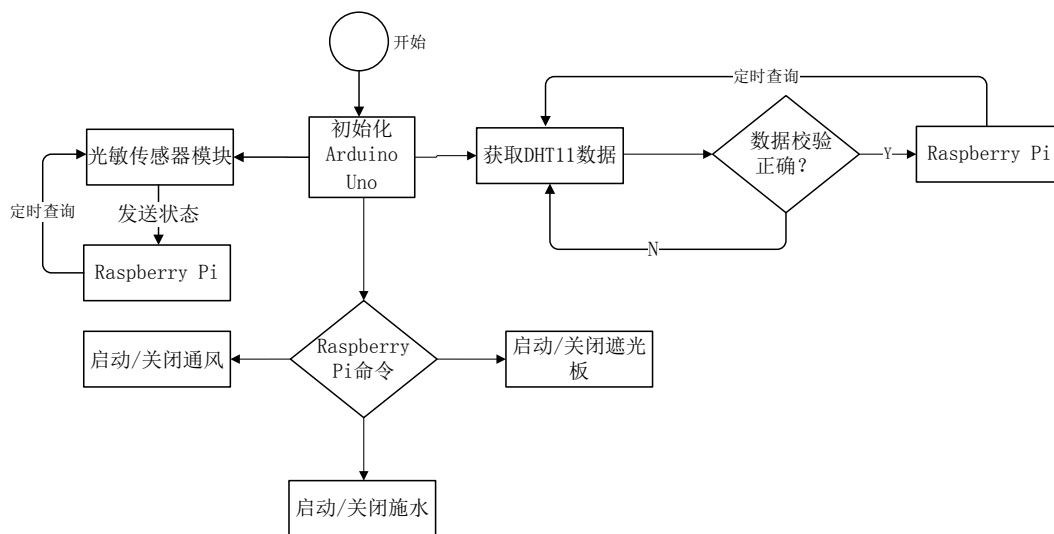 开始
定时查询
初始化
Arduino
Uno
光敏传感器模块
获取DHT11数据
数据校验
正确？
Y
Raspberry Pi
定时查询
发送状态
N
Raspberry Pi
启动/关闭通风
Raspberry
Pi命令
启动/关闭遮光
板
启动/关闭施水